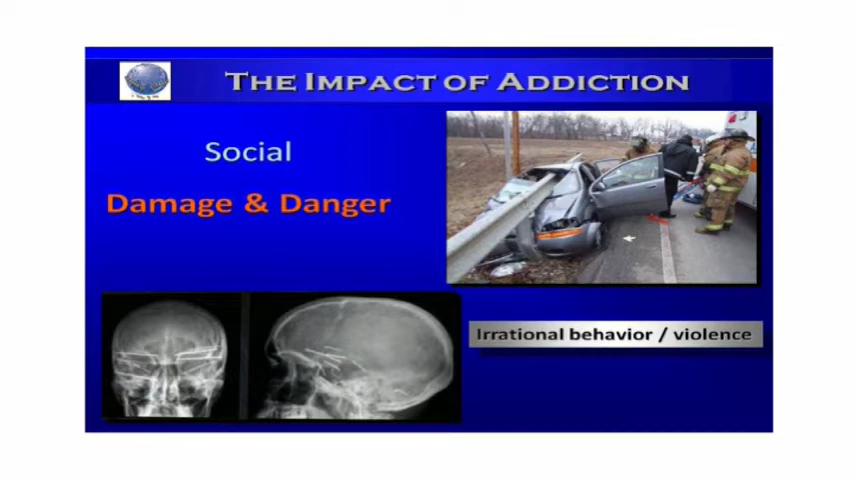 THE IMPACT OF ADDICTION
Social
Damage & Danger
Irrational behavior / violence